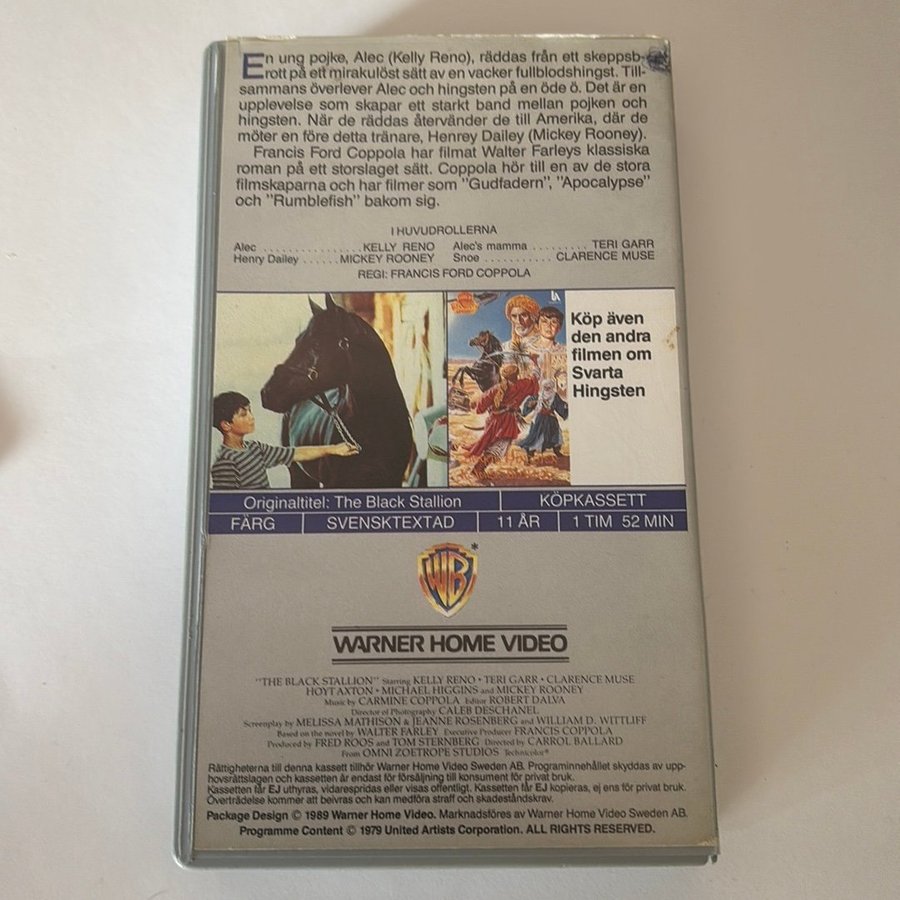 En ung pojke, Alec (Kelly Reno), räddas från ett skeppsb-
rott på ett mirakulöst sätt av en vacker fullblodshingst. Till-
sammans överlever Alec och hingsten på en öde ö. Det är en
upplevelse som skapar ett starkt band mellan pojken och
hingsten. När de räddas återvänder de till Amerika, där de
möter en före detta tränare, Henrey Dailey (Mickey Rooney).
Francis Ford Coppola har filmat Walter Farleys klassiska
roman på ett storslaget sätt. Coppola hör till en av de stora
filmskaparna och har filmer som "Gudfadern", "Apocalypse"
och "Rumblefish" bakom sig.
I HUVUDROLLERNA
Alec ................ KELLY RENO Alec's mamma ......... TERI GARR
Henry Dailey ...... MICKEY ROONEY Snoe ........... CLARENCE MUSE
REGI: FRANCIS FORD COPPOLA
Köp även
den andra
filmen om
Svarta
Hingsten
Originaltitel: The Black Stallion KÖPKASSETT
FÄRG SVENSKTEXTAD 11 ÅR 1 TIM 52 MIN
WB*
WARNER HOME VIDEO
"THE BLACK STALLION" Starring KELLY RENO • TERI GARR • CLARENCE MUSE
HOYT AXTON • MICHAEL HIGGINS and MICKEY ROONEY
Music by CARMINE COPPOLA Editor ROBERT DALVA
Director of Photography CALEB DESCHANEL
Screenplay by MELISSA MATHISON & JEANNE ROSENBERG and WILLIAM D. WITTLIFF
Based on the novel by WALTER FARLEY Executive Producer FRANCIS COPPOLA
Produced by FRED ROOS and TOM STERNBERG Directed by CARROL BALLARD
From OMNI ZOETROPE STUDIOS Technicolor®
Rättigheterna till denna kassett tillhör Warner Home Video Sweden AB. Programinnehållet skyddas av upp-
hovsrättslagen och kassetten är endast för försäljning till konsument för privat bruk.
Kassetten får EJ uthyras, vidarespridas eller visas offentligt. Kassetten får EJ kopieras, ej ens för privat bruk.
Överträdelse kommer att beivras och kan medföra straff och skadeståndskrav.
Package Design © 1989 Warner Home Video. Marknadsföres av Warner Home Video Sweden AB.
Programme Content © 1979 United Artists Corporation. ALL RIGHTS RESERVED.